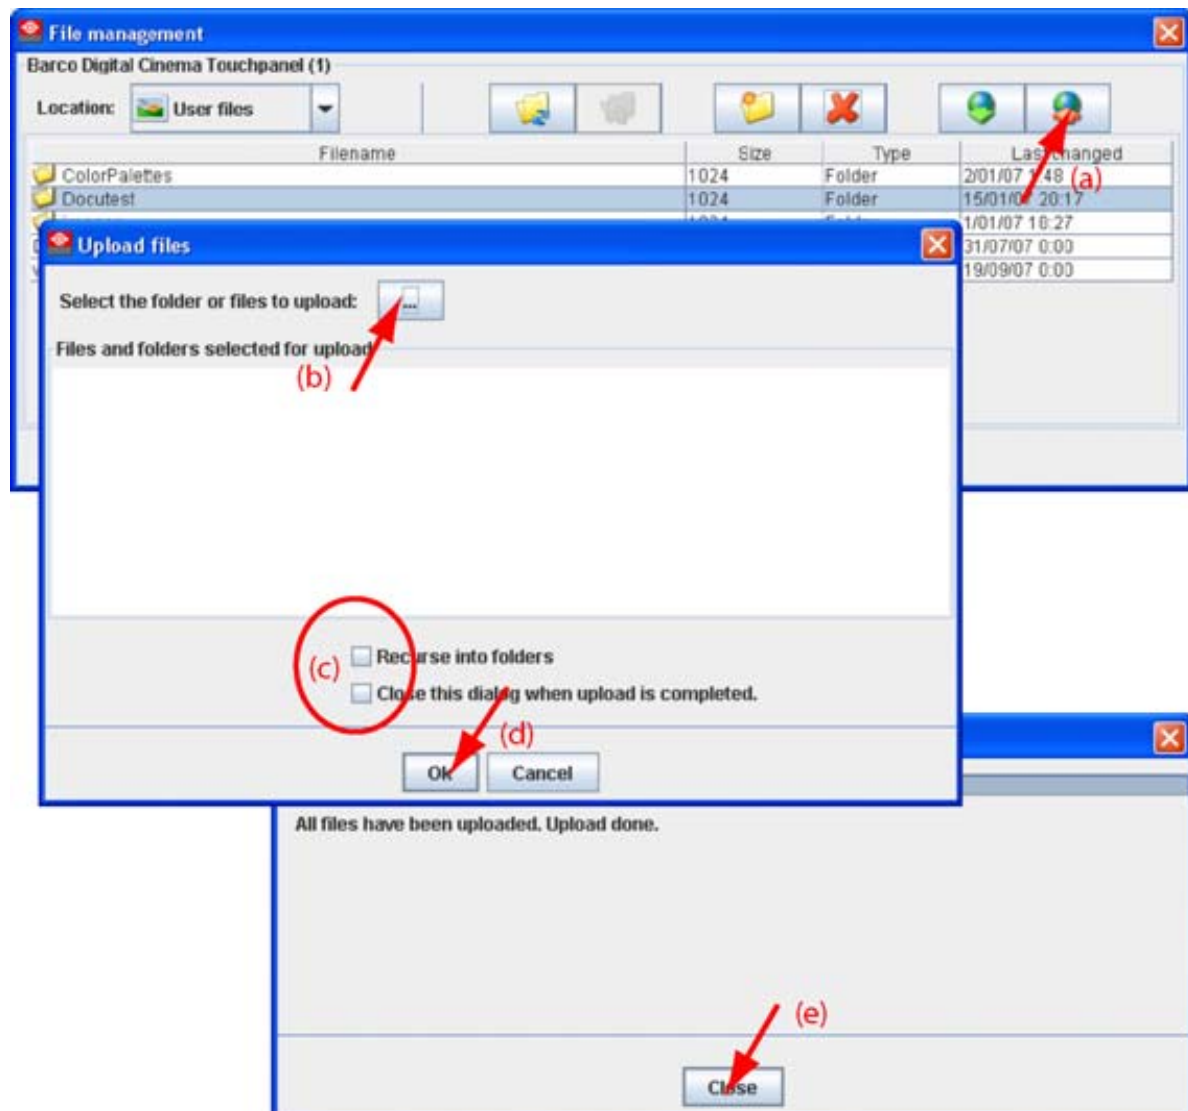 File management
Barco Digital Cinema Touchpanel (1)
Location: User files
Filename Size Type Last changed
ColorPalettes 1024 Folder 2/01/07 1:48
(a)
Docutest 1024 Folder 15/01/07 20:17
1/01/07 18:27
Upload files
31/07/07 0:00
19/09/07 0:00
Select the folder or files to upload: ...
Files and folders selected for upload
(b)
(c)
Recurse into folders
Close this dialog when upload is completed.
(d)
Ok Cancel
All files have been uploaded. Upload done.
(e)
Close